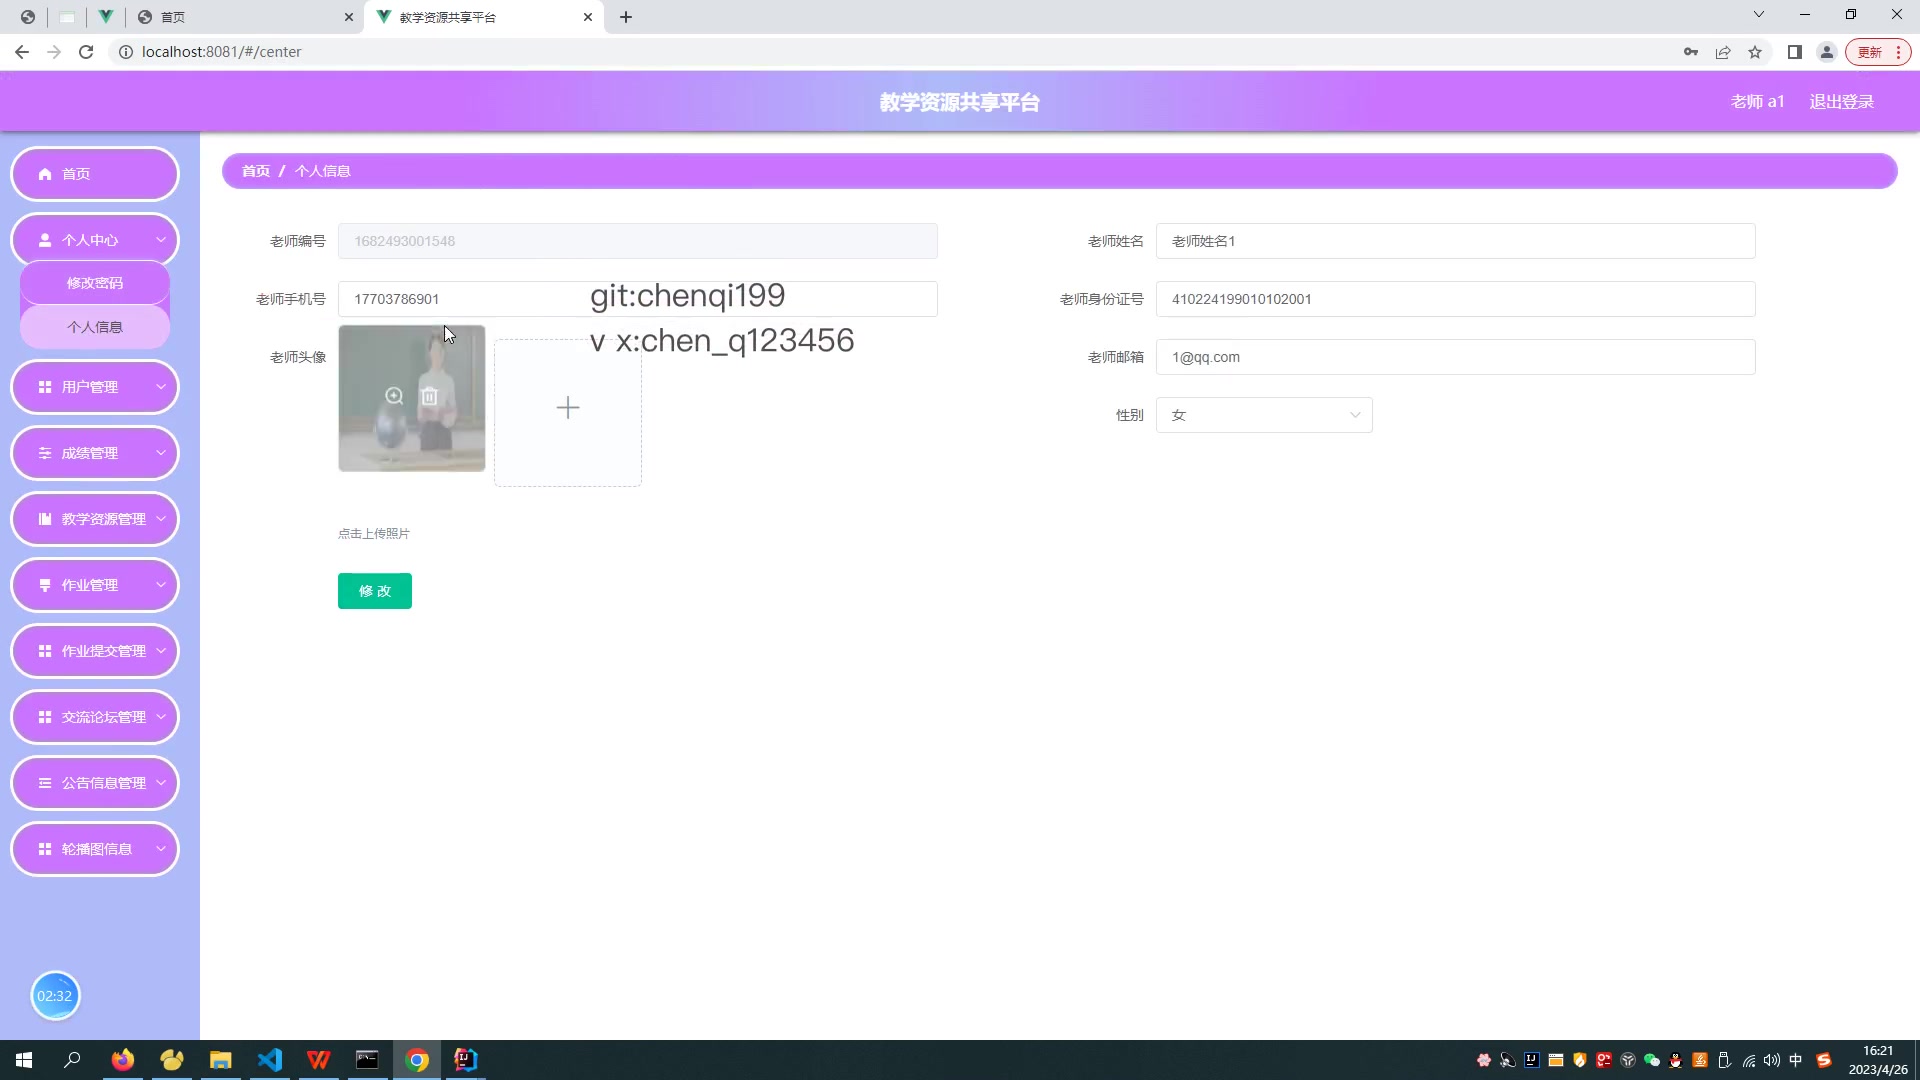 首页
教学资源共享平台
localhost:8081/#/center
更新
教学资源共享平台
老师 a1
退出登录
首页
个人中心
修改密码
个人信息
用户管理
成绩管理
教学资源管理
作业管理
作业提交管理
交流论坛管理
公告信息管理
轮播图信息
02:32
首页 / 个人信息
老师编号 1682493001548
老师姓名 老师姓名1
老师手机号 17703786901
git:chenqi199
老师身份证号 410224199010102001
v x:chen_q123456
老师头像
老师邮箱 1@qq.com
性别 女
点击上传照片
修 改
中
16:21
2023/4/26